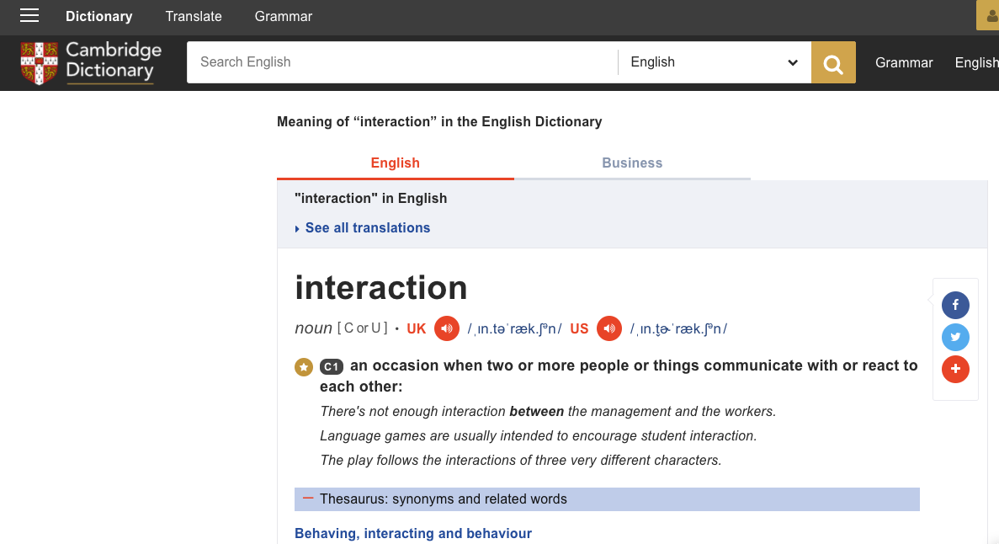 Dictionary Translate Grammar
Cambridge Dictionary
Search English English Grammar English
Meaning of “interaction” in the English Dictionary
English Business
"interaction" in English
See all translations
interaction
noun [ C or U ] • UK /ˌɪn.təˈræk.ʃᵊn/ US /ˌɪn.t̬ɚˈræk.ʃᵊn/
C1 an occasion when two or more people or things communicate with or react to
each other:
There's not enough interaction between the management and the workers.
Language games are usually intended to encourage student interaction.
The play follows the interactions of three very different characters.
Thesaurus: synonyms and related words
Behaving, interacting and behaviour